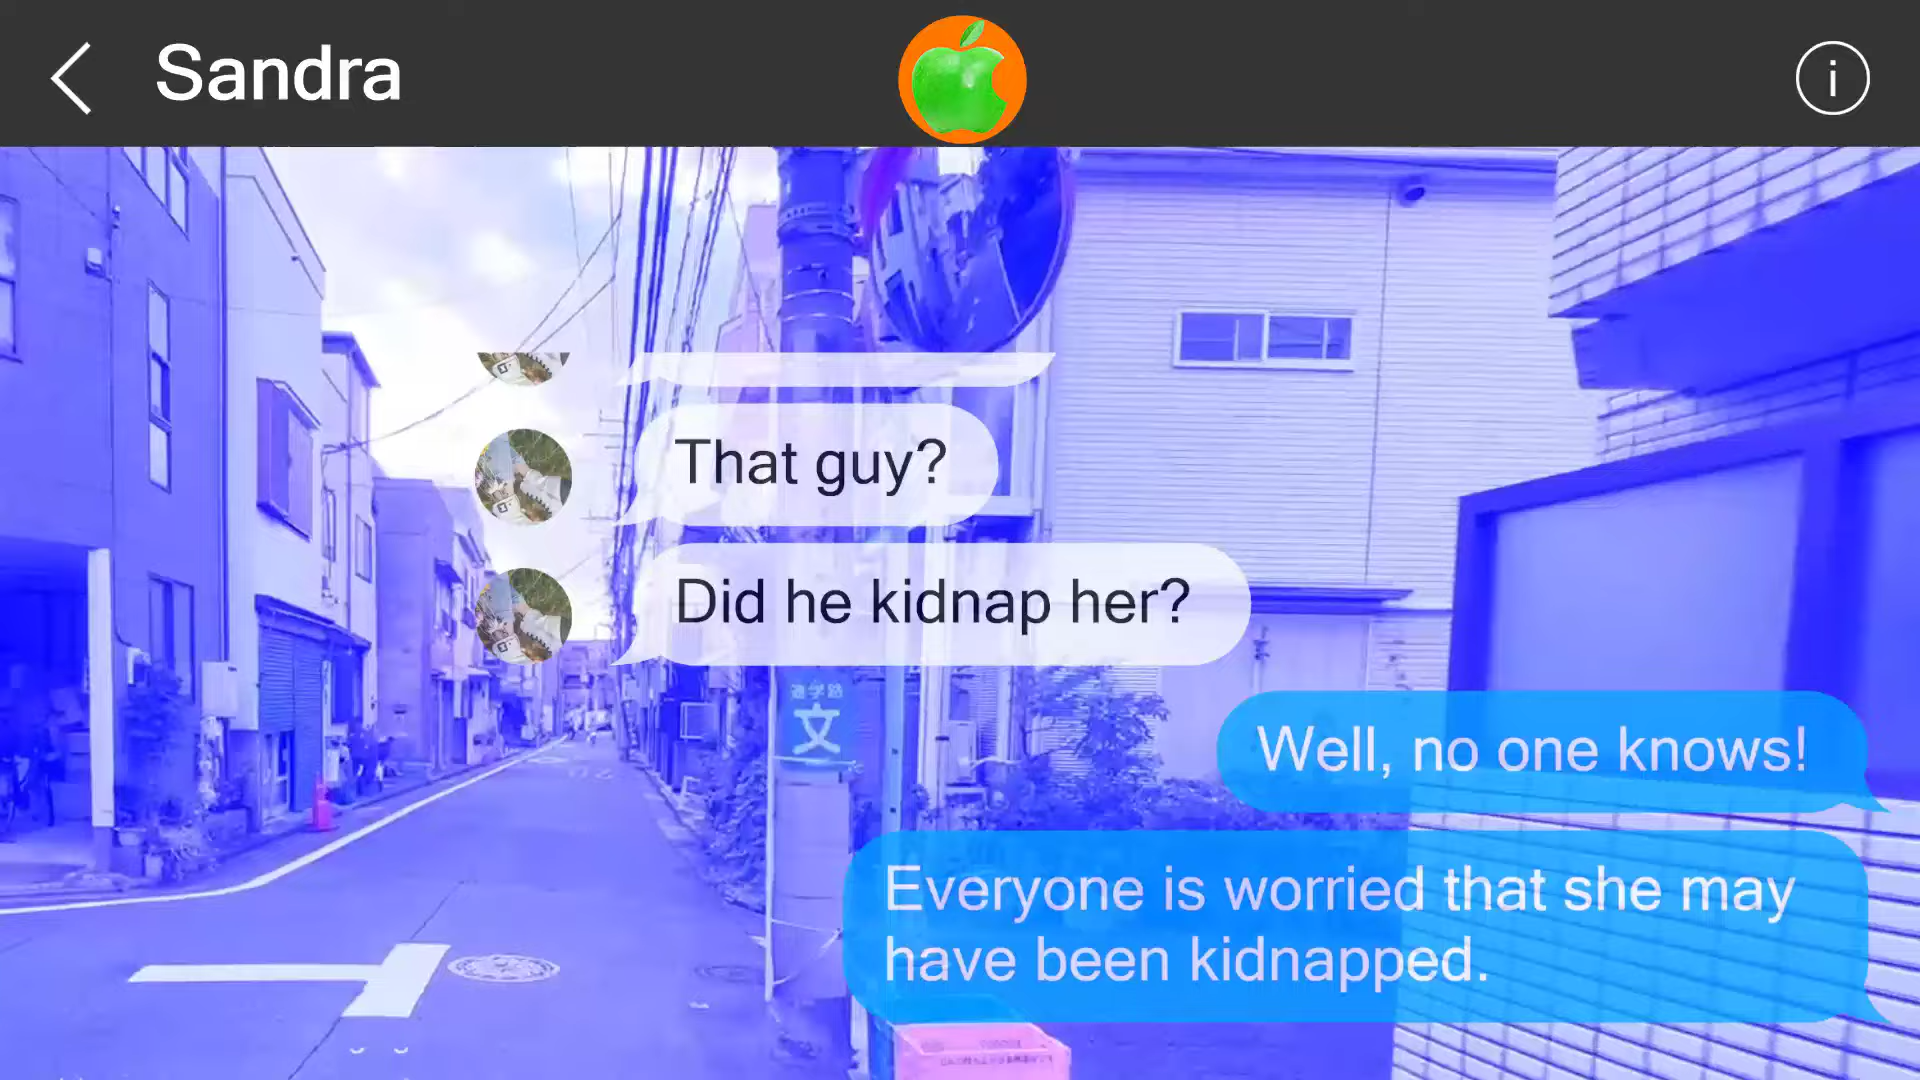 Sandra
i
That guy?
Did he kidnap her?
文
Well, no one knows!
Everyone is worried that she may
have been kidnapped.